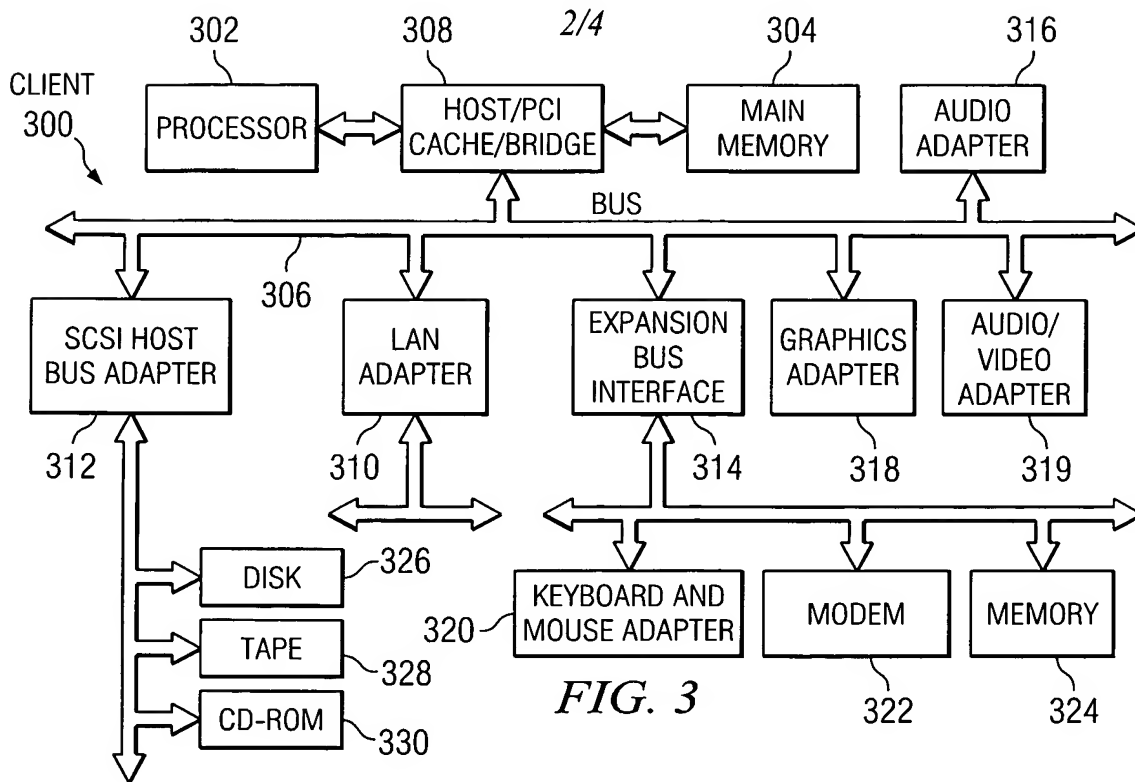 2/4
302
308
304
316
CLIENT
300
PROCESSOR
HOST/PCI
CACHE/BRIDGE
MAIN
MEMORY
AUDIO
ADAPTER
BUS
306
SCSI HOST
BUS ADAPTER
LAN
ADAPTER
EXPANSION
BUS
INTERFACE
GRAPHICS
ADAPTER
AUDIO/
VIDEO
ADAPTER
312
310
314
318
319
DISK
326
TAPE
328
CD-ROM
330
320
KEYBOARD AND
MOUSE ADAPTER
MODEM
MEMORY
322
324
FIG. 3